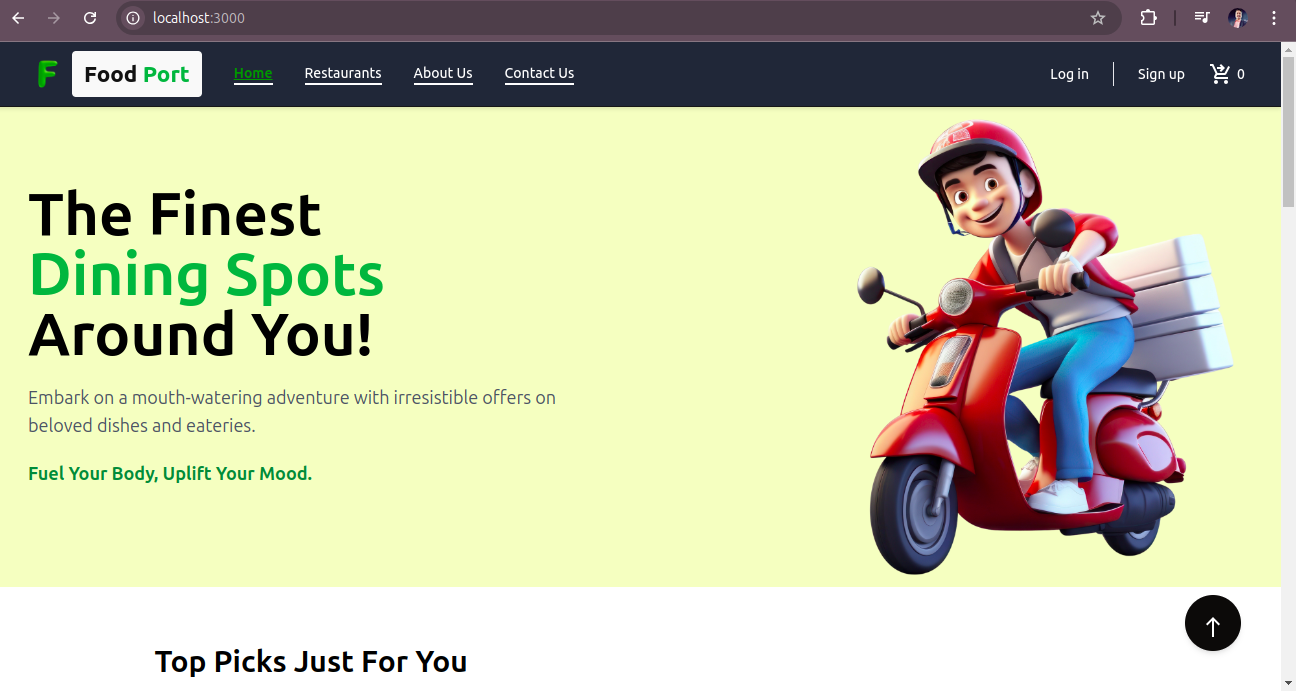 localhost:3000
F Food Port Home Restaurants About Us Contact Us Log in Sign up 0
The Finest
Dining Spots
Around You!
Embark on a mouth-watering adventure with irresistible offers on
beloved dishes and eateries.
Fuel Your Body, Uplift Your Mood.
Top Picks Just For You